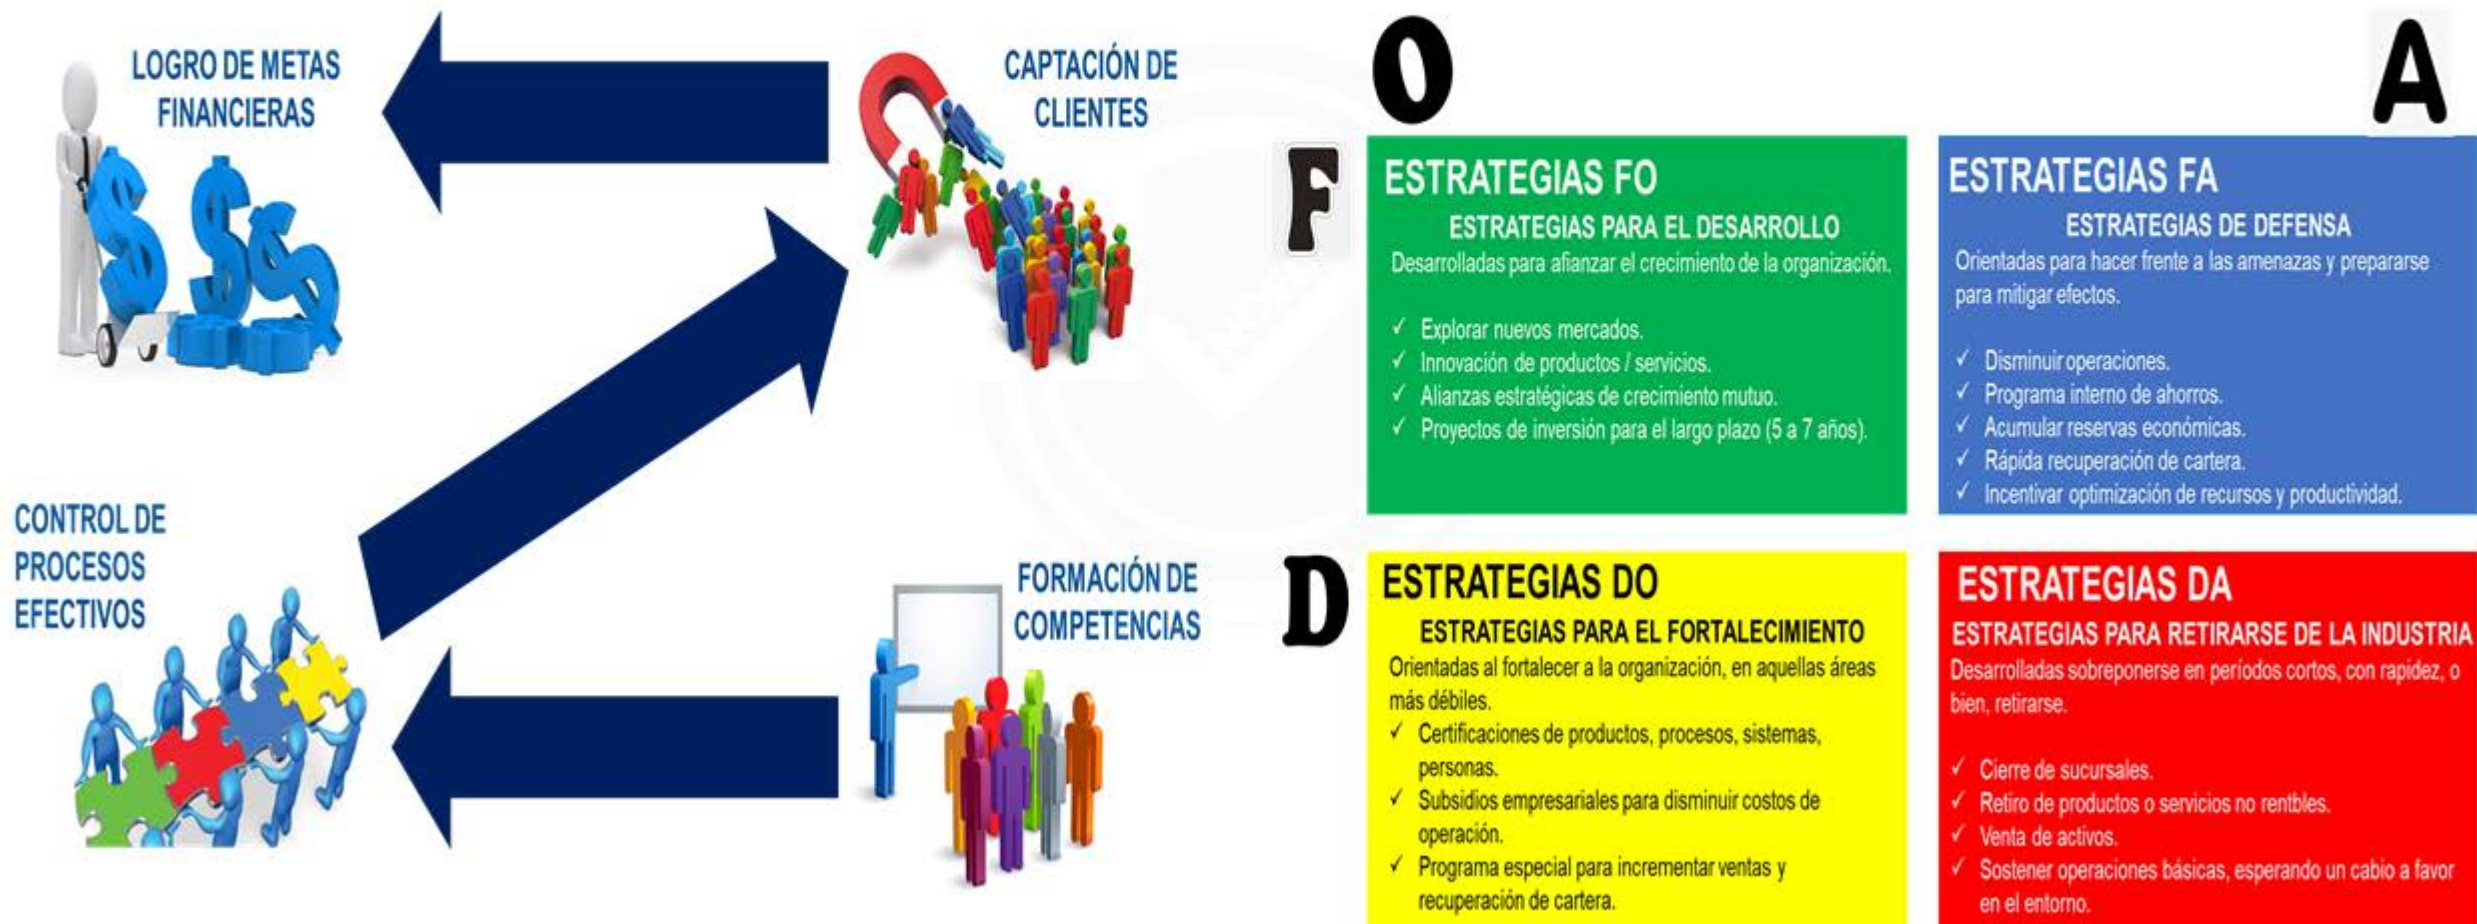 LOGRO DE METAS
FINANCIERAS
CAPTACIÓN DE
CLIENTES
CONTROL DE
PROCESOS
EFECTIVOS
FORMACIÓN DE
COMPETENCIAS
O
A
F
ESTRATEGIAS FO
ESTRATEGIAS PARA EL DESARROLLO
Desarrolladas para afianzar el crecimiento de la organización.
✓ Explorar nuevos mercados.
✓ Innovación de productos / servicios.
✓ Alianzas estratégicas de crecimiento mutuo.
✓ Proyectos de inversión para el largo plazo (5 a 7 años).
ESTRATEGIAS FA
ESTRATEGIAS DE DEFENSA
Orientadas para hacer frente a las amenazas y prepararse
para mitigar efectos.
✓ Disminuir operaciones.
✓ Programa interno de ahorros.
✓ Acumular reservas económicas.
✓ Rápida recuperación de cartera.
✓ Incentivar optimización de recursos y productividad.
D
ESTRATEGIAS DO
ESTRATEGIAS PARA EL FORTALECIMIENTO
Orientadas al fortalecer a la organización, en aquellas áreas
más débiles.
✓ Certificaciones de productos, procesos, sistemas,
personas.
✓ Subsidios empresariales para disminuir costos de
operación.
✓ Programa especial para incrementar ventas y
recuperación de cartera.
ESTRATEGIAS DA
ESTRATEGIAS PARA RETIRARSE DE LA INDUSTRIA
Desarrolladas sobreponerse en períodos cortos, con rapidez, o
bien, retirarse.
✓ Cierre de sucursales.
✓ Retiro de productos o servicios no rentbles.
✓ Venta de activos.
✓ Sostener operaciones básicas, esperando un cabio a favor
en el entorno.